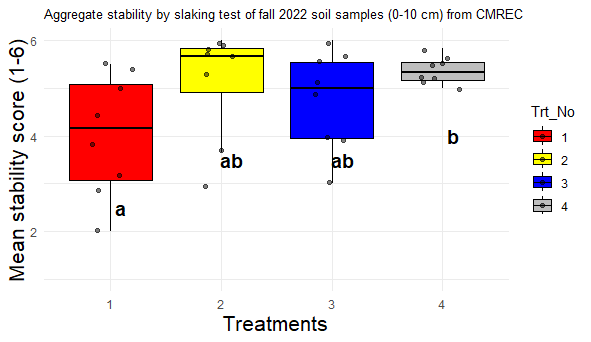 Aggregate stability by slaking test of fall 2022 soil samples (0-10 cm) from CMREC
Mean stability score (1-6)
6
4
2
a
ab
ab
b
1
2
3
4
Treatments
Trt_No
1
2
3
4